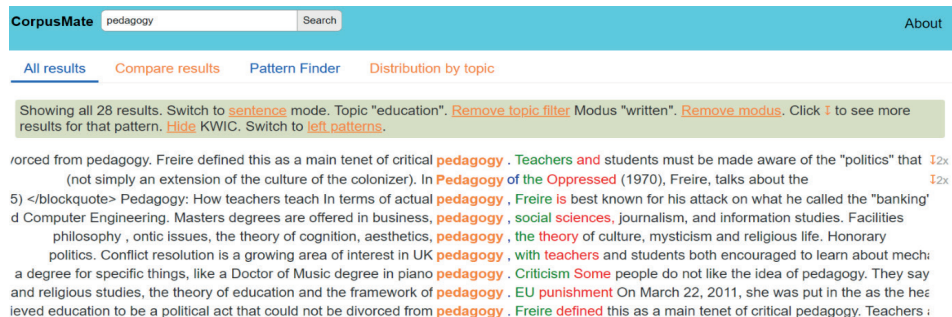 CorpusMate pedagogy Search About
All results Compare results Pattern Finder Distribution by topic
Showing all 28 results. Switch to sentence mode. Topic "education". Remove topic filter Modus "written". Remove modus. Click ↧ to see more
results for that pattern. Hide KWIC. Switch to left patterns.
vorced from pedagogy. Freire defined this as a main tenet of critical pedagogy . Teachers and students must be made aware of the "politics" that ↧2x
(not simply an extension of the culture of the colonizer). In Pedagogy of the Oppressed (1970), Freire, talks about the ↧2x
5) </blockquote> Pedagogy: How teachers teach In terms of actual pedagogy , Freire is best known for his attack on what he called the "banking"
d Computer Engineering. Masters degrees are offered in business, pedagogy , social sciences, journalism, and information studies. Facilities
philosophy , ontic issues, the theory of cognition, aesthetics, pedagogy , the theory of culture, mysticism and religious life. Honorary
politics. Conflict resolution is a growing area of interest in UK pedagogy , with teachers and students both encouraged to learn about mecha
a degree for specific things, like a Doctor of Music degree in piano pedagogy . Criticism Some people do not like the idea of pedagogy. They say
and religious studies, the theory of education and the framework of pedagogy . EU punishment On March 22, 2011, she was put in the as the hea
ieved education to be a political act that could not be divorced from pedagogy . Freire defined this as a main tenet of critical pedagogy. Teachers